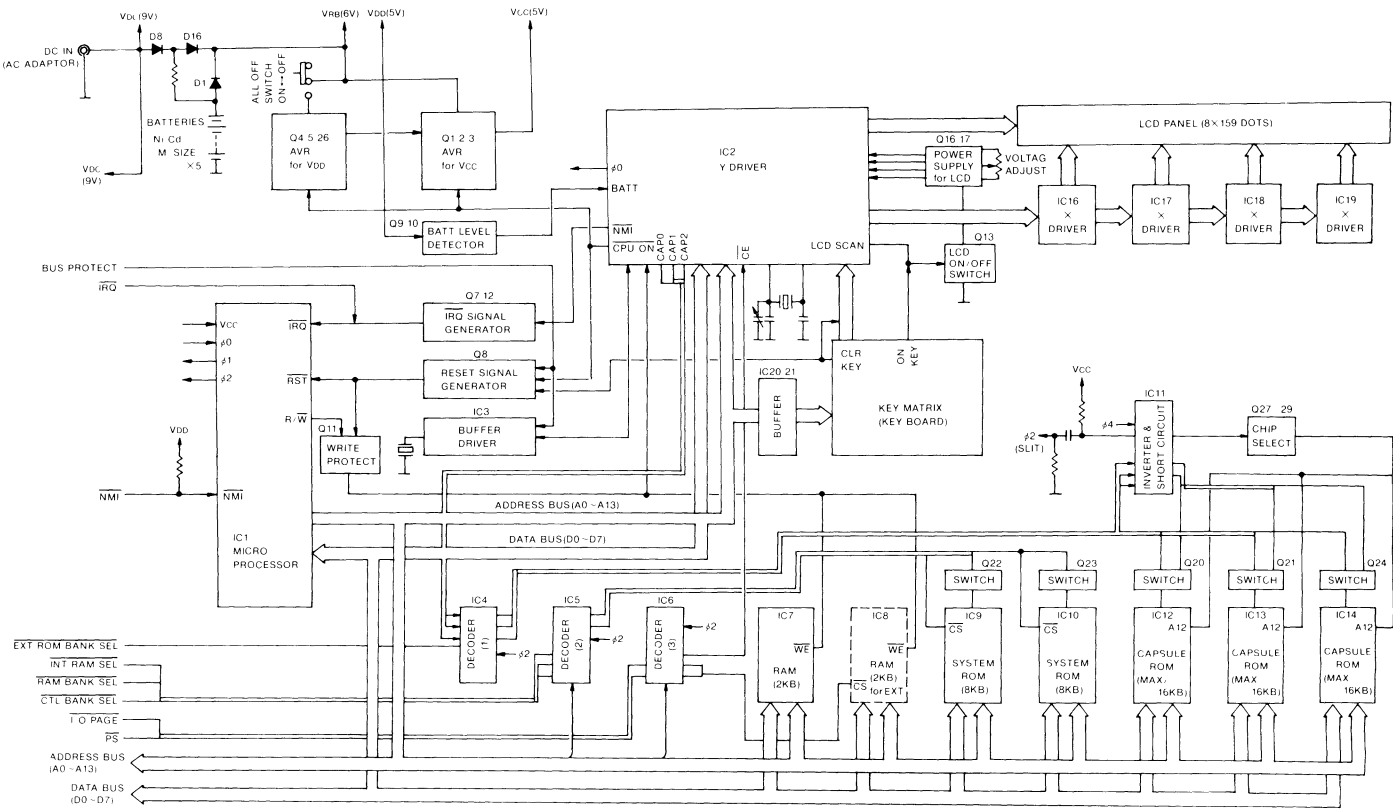 VDL(9V)
VRB(6V)
VDD(5V)
VCC(5V)
DC IN
(AC ADAPTOR)
D8
D16
D1
BATTERIES
Ni Cd
M SIZE
×5
VDC
(9V)
ALL OFF
SWITCH
ON↔OFF
Q4 5 26
AVR
for VDD
Q1 2 3
AVR
for VCC
Q9 10
BATT LEVEL
DETECTOR
IC2
Y DRIVER
φ0
BATT
NMI
CPU ON
CAP0
CAP1
CAP2
CE
LCD SCAN
LCD PANEL (8×159 DOTS)
Q16 17
POWER
SUPPLY
for LCD
VOLTAG
ADJUST
IC16
×
DRIVER
IC17
×
DRIVER
IC18
×
DRIVER
IC19
×
DRIVER
Q13
LCD
ON/OFF
SWITCH
BUS PROTECT
IRQ
VCC
φ0
φ1
φ2
IRQ
RST
R/W
NMI
IC1
MICRO
PROCESSOR
VDD
NMI
Q7 12
IRQ SIGNAL
GENERATOR
Q8
RESET SIGNAL
GENERATOR
IC3
BUFFER
DRIVER
Q11
WRITE
PROTECT
IC20 21
BUFFER
CLR
KEY
ON
KEY
KEY MATRIX
(KEY BOARD)
VCC
φ2
(SLIT)
φ4
IC11
INVERTER &
SHORT CIRCUIT
Q27 29
CHIP
SELECT
ADDRESS BUS(A0 ~A13)
DATA BUS(D0~D7)
IC4
DECODER
(1)
φ2
IC5
DECODER
(2)
φ2
IC6
DECODER
(3)
φ2
IC7
WE
RAM
(2KB)
IC8
WE
RAM
(2KB)
CS
for EXT
Q22
SWITCH
IC9
CS
SYSTEM
ROM
(8KB)
Q23
SWITCH
IC10
CS
SYSTEM
ROM
(8KB)
Q20
SWITCH
IC12
A12
CAPSULE
ROM
(MAX
16KB)
Q21
SWITCH
IC13
A12
CAPSULE
ROM
(MAX
16KB)
Q24
SWITCH
IC14
A12
CAPSULE
ROM
(MAX
16KB)
EXT ROM BANK SEL
INT RAM SEL
RAM BANK SEL
CTL BANK SEL
I O PAGE
PS
ADDRESS BUS
(A0 ~A13)
DATA BUS
(D0~D7)